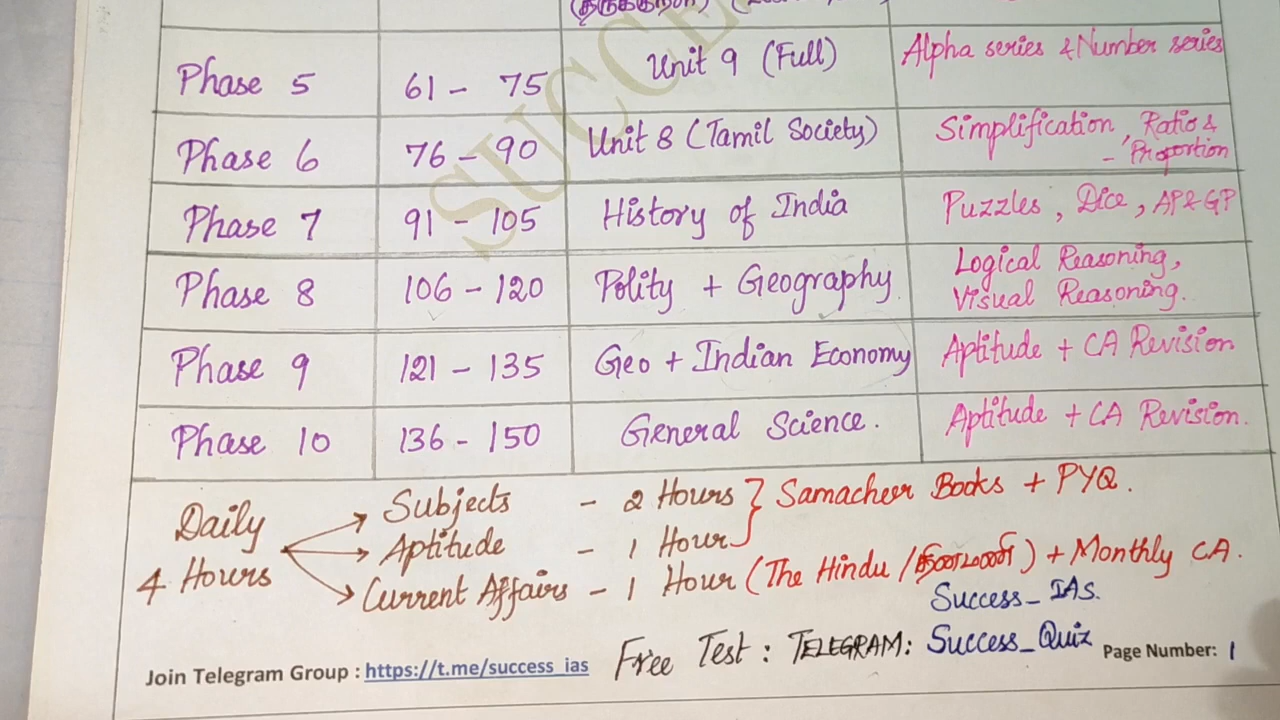 (திருக்குறள்)
Phase 5 61 - 75 Unit 9 (Full) Alpha series & Number series
Phase 6 76 - 90 Unit 8 (Tamil Society) Simplification, Ratio &
- Proportion
Phase 7 91 - 105 History of India Puzzles, Dice, AP & GP
Phase 8 106 - 120 Polity + Geography Logical Reasoning,
Visual Reasoning.
Phase 9 121 - 135 Geo + Indian Economy Aptitude + CA Revision
Phase 10 136 - 150 General Science. Aptitude + CA Revision.
Daily
4 Hours
Subjects - 2 Hours } Samacheer Books + PYQ.
Aptitude - 1 Hour
Current Affairs - 1 Hour (The Hindu / ) + Monthly CA.
Success_IAS.
Free Test : TELEGRAM: Success_Quiz
Join Telegram Group : https://t.me/success_ias
Page Number: 1
SUCCE